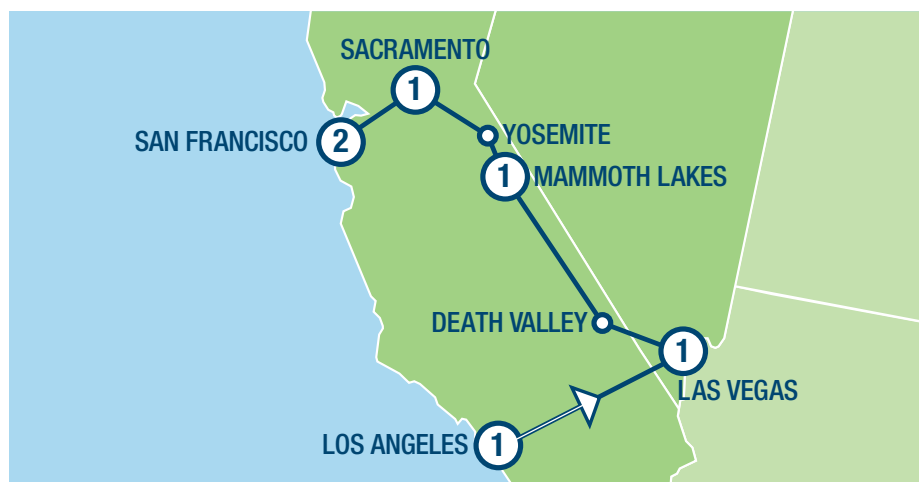 SACRAMENTO
1
SAN FRANCISCO 2
YOSEMITE
1 MAMMOTH LAKES
DEATH VALLEY
1
LAS VEGAS
LOS ANGELES 1